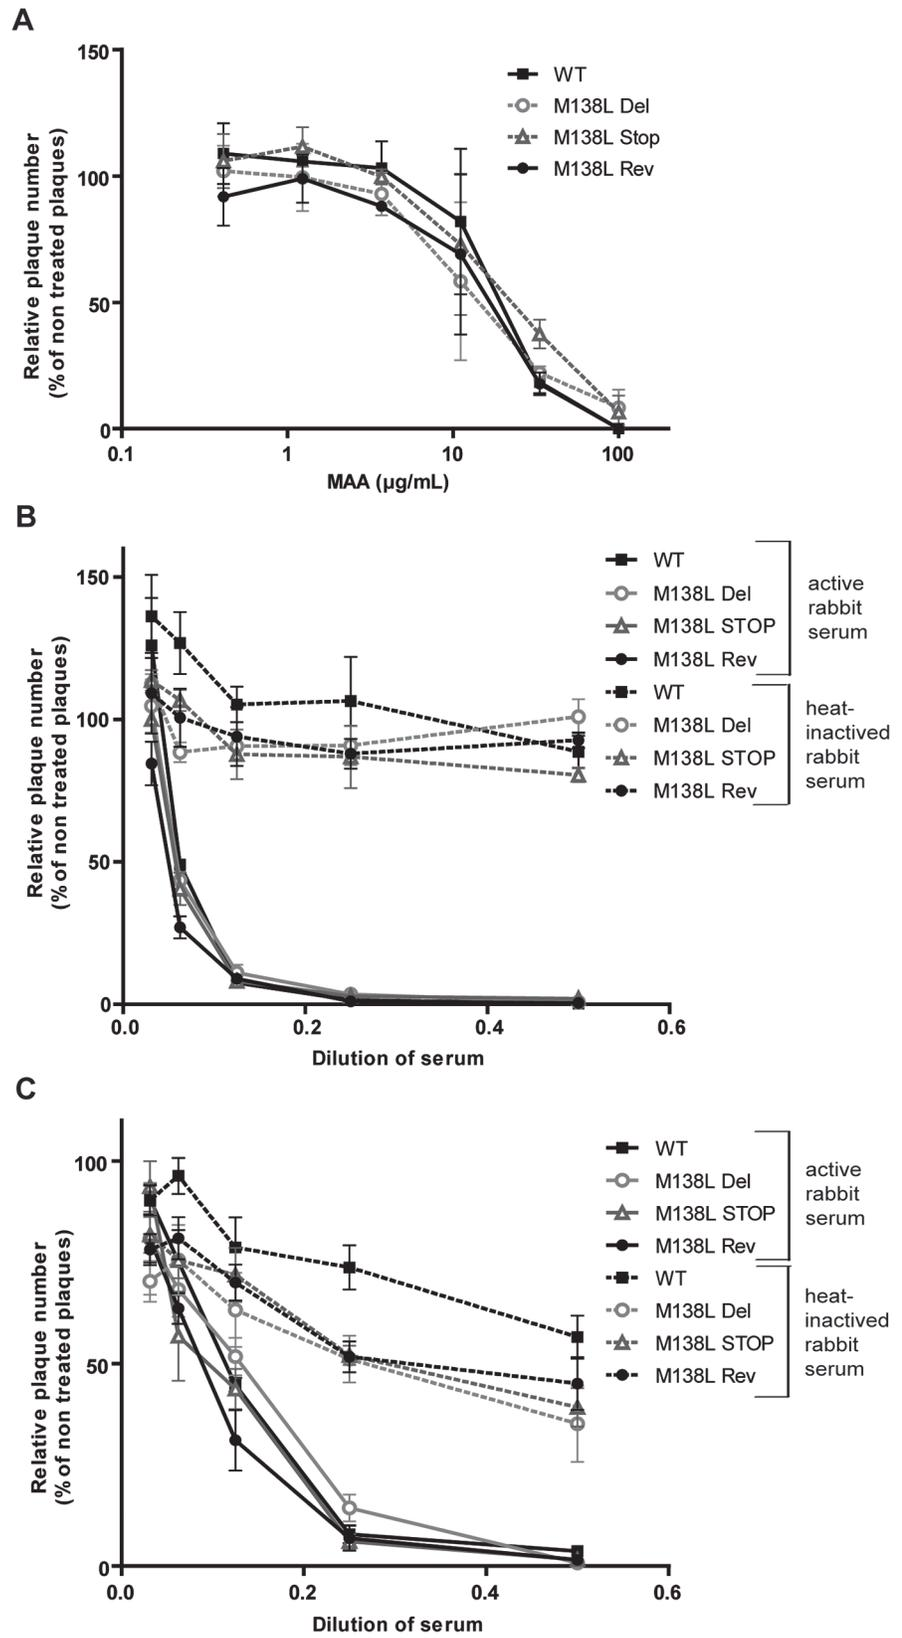 A
150
100
50
0
Relative plaque number
(% of non treated plaques)
WT
M138L Del
M138L Stop
M138L Rev
0.1
1
10
100
MAA (µg/mL)
B
150
100
50
0
Relative plaque number
(% of non treated plaques)
WT
M138L Del
M138L STOP
M138L Rev
active
rabbit
serum
WT
M138L Del
M138L STOP
M138L Rev
heat-
inactived
rabbit
serum
0.0
0.2
0.4
0.6
Dilution of serum
C
100
50
0
Relative plaque number
(% of non treated plaques)
WT
M138L Del
M138L STOP
M138L Rev
active
rabbit
serum
WT
M138L Del
M138L STOP
M138L Rev
heat-
inactived
rabbit
serum
0.0
0.2
0.4
0.6
Dilution of serum